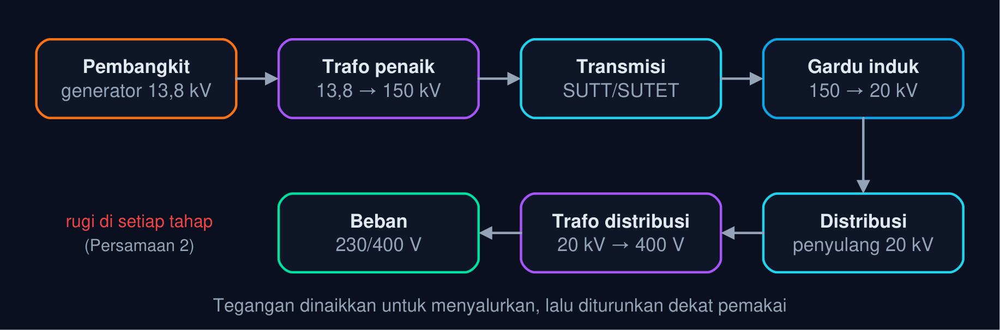 Pembangkit
generator 13,8 kV
Trafo penaik
13,8 → 150 kV
Transmisi
SUTT/SUTET
Gardu induk
150 → 20 kV
Distribusi
penyulang 20 kV
Trafo distribusi
20 kV → 400 V
Beban
230/400 V
rugi di setiap tahap
(Persamaan 2)
Tegangan dinaikkan untuk menyalurkan, lalu diturunkan dekat pemakai